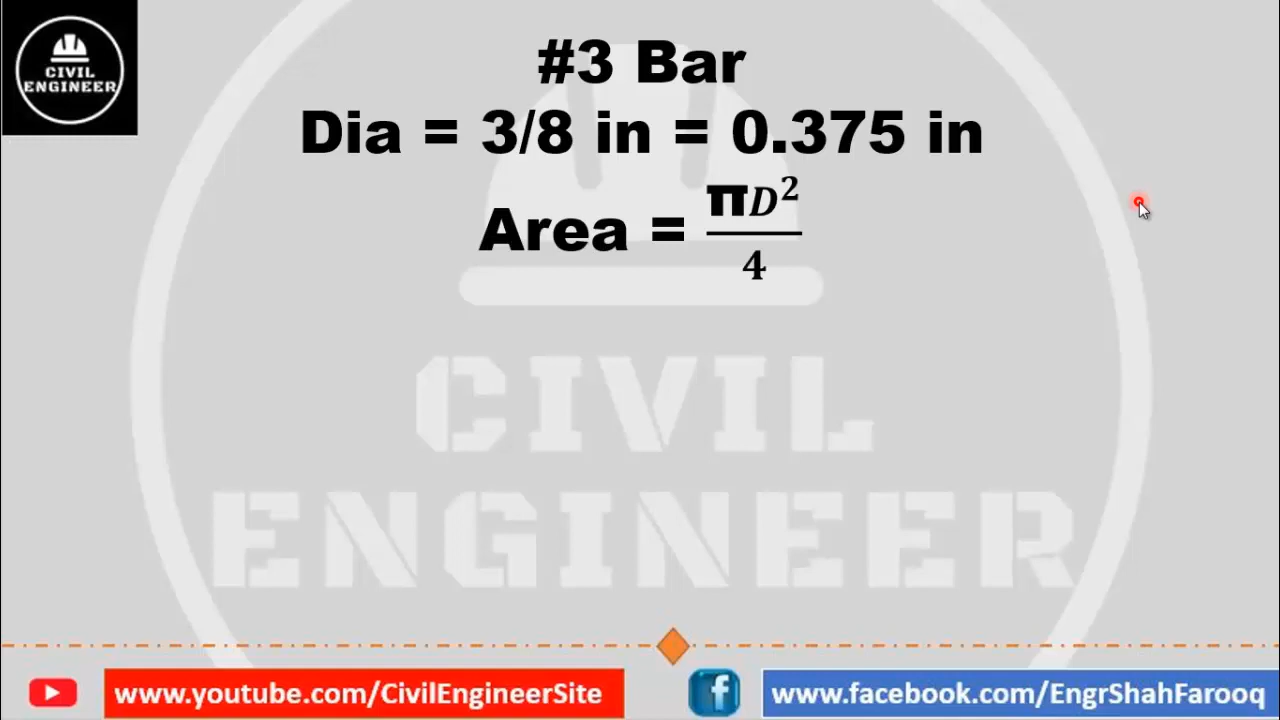 CIVIL
ENGINEER
#3 Bar
Dia = 3/8 in = 0.375 in
Area = πD²/4
CIVIL
ENGINEER
www.youtube.com/CivilEngineerSite
www.facebook.com/EngrShahFarooq